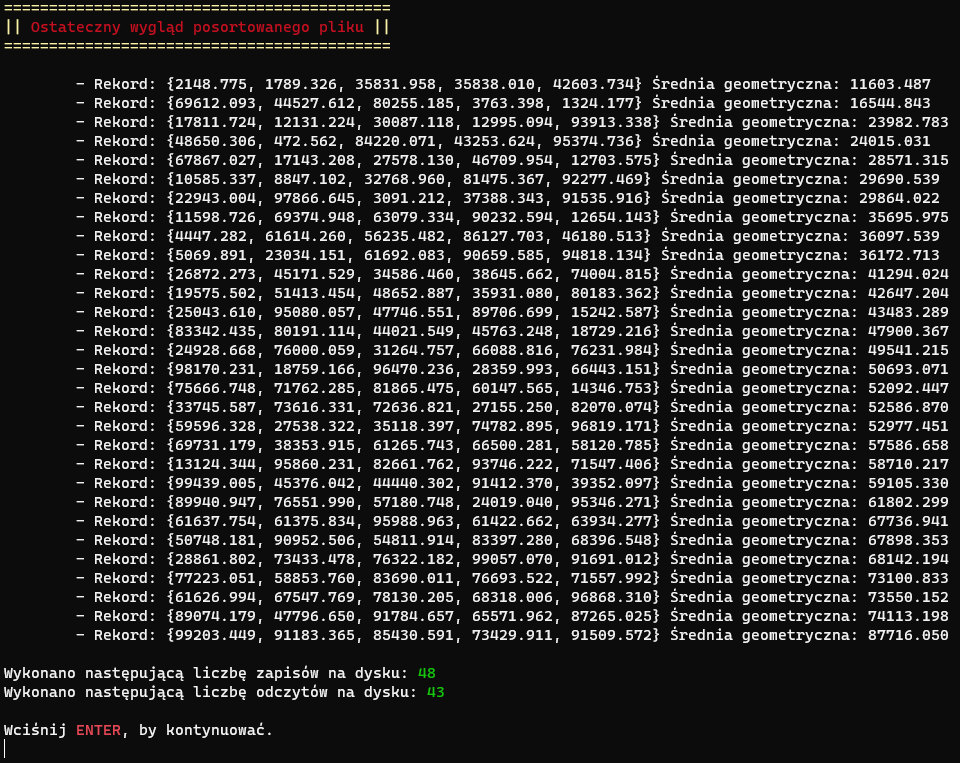 ===========================================
|| Ostateczny wygląd posortowanego pliku ||
===========================================
- Rekord: {2148.775, 1789.326, 35831.958, 35838.010, 42603.734} Średnia geometryczna: 11603.487
- Rekord: {69612.093, 44527.612, 80255.185, 3763.398, 1324.177} Średnia geometryczna: 16544.843
- Rekord: {17811.724, 12131.224, 30087.118, 12995.094, 93913.338} Średnia geometryczna: 23982.783
- Rekord: {48650.306, 472.562, 84220.071, 43253.624, 95374.736} Średnia geometryczna: 24015.031
- Rekord: {67867.027, 17143.208, 27578.130, 46709.954, 12703.575} Średnia geometryczna: 28571.315
- Rekord: {10585.337, 8847.102, 32768.960, 81475.367, 92277.469} Średnia geometryczna: 29690.539
- Rekord: {22943.004, 97866.645, 3091.212, 37388.343, 91535.916} Średnia geometryczna: 29864.022
- Rekord: {11598.726, 69374.948, 63079.334, 90232.594, 12654.143} Średnia geometryczna: 35695.975
- Rekord: {4447.282, 61614.260, 56235.482, 86127.703, 46180.513} Średnia geometryczna: 36097.539
- Rekord: {5069.891, 23034.151, 61692.083, 90659.585, 94818.134} Średnia geometryczna: 36172.713
- Rekord: {26872.273, 45171.529, 34586.460, 38645.662, 74004.815} Średnia geometryczna: 41294.024
- Rekord: {19575.502, 51413.454, 48652.887, 35931.080, 80183.362} Średnia geometryczna: 42647.204
- Rekord: {25043.610, 95080.057, 47746.551, 89706.699, 15242.587} Średnia geometryczna: 43483.289
- Rekord: {83342.435, 80191.114, 44021.549, 45763.248, 18729.216} Średnia geometryczna: 47900.367
- Rekord: {24928.668, 76000.059, 31264.757, 66088.816, 76231.984} Średnia geometryczna: 49541.215
- Rekord: {98170.231, 18759.166, 96470.236, 28359.993, 66443.151} Średnia geometryczna: 50693.071
- Rekord: {75666.748, 71762.285, 81865.475, 60147.565, 14346.753} Średnia geometryczna: 52092.447
- Rekord: {33745.587, 73616.331, 72636.821, 27155.250, 82070.074} Średnia geometryczna: 52586.870
- Rekord: {59596.328, 27538.322, 35118.397, 74782.895, 96819.171} Średnia geometryczna: 52977.451
- Rekord: {69731.179, 38353.915, 61265.743, 66500.281, 58120.785} Średnia geometryczna: 57586.658
- Rekord: {13124.344, 95860.231, 82661.762, 93746.222, 71547.406} Średnia geometryczna: 58710.217
- Rekord: {99439.005, 45376.042, 44440.302, 91412.370, 39352.097} Średnia geometryczna: 59105.330
- Rekord: {89940.947, 76551.990, 57180.748, 24019.040, 95346.271} Średnia geometryczna: 61802.299
- Rekord: {61637.754, 61375.834, 95988.963, 61422.662, 63934.277} Średnia geometryczna: 67736.941
- Rekord: {50748.181, 90952.506, 54811.914, 83397.280, 68396.548} Średnia geometryczna: 67898.353
- Rekord: {28861.802, 73433.478, 76322.182, 99057.070, 91691.012} Średnia geometryczna: 68142.194
- Rekord: {77223.051, 58853.760, 83690.011, 76693.522, 71557.992} Średnia geometryczna: 73100.833
- Rekord: {61626.994, 67547.769, 78130.205, 68318.006, 96868.310} Średnia geometryczna: 73550.152
- Rekord: {89074.179, 47796.650, 91784.657, 65571.962, 87265.025} Średnia geometryczna: 74113.198
- Rekord: {99203.449, 91183.365, 85430.591, 73429.911, 91509.572} Średnia geometryczna: 87716.050
Wykonano następującą liczbę zapisów na dysku: 48
Wykonano następującą liczbę odczytów na dysku: 43
Wciśnij ENTER, by kontynuować.